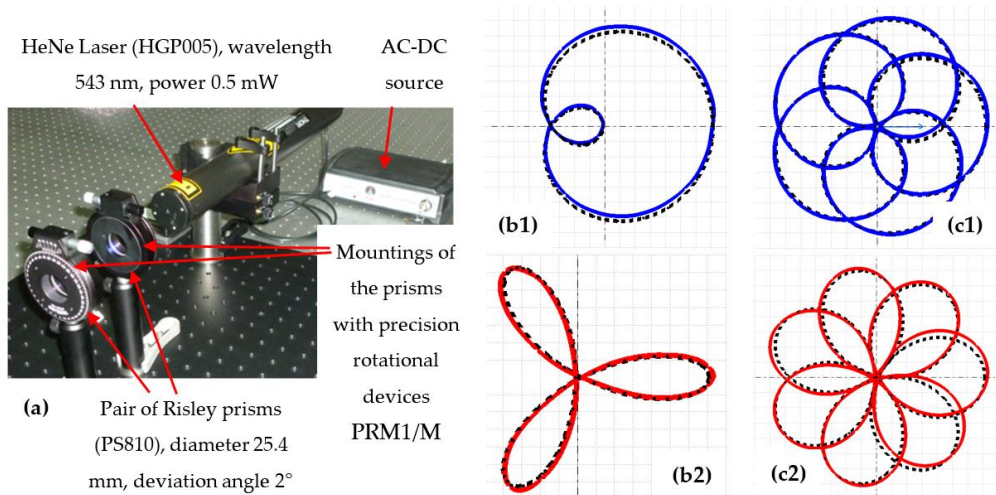 HeNe Laser (HGP005), wavelength
543 nm, power 0.5 mW
AC-DC
source
Mountings of
the prisms
with precision
rotational
devices
PRM1/M
(a)
Pair of Risley prisms
(PS810), diameter 25.4
mm, deviation angle 2°
(b1)
(c1)
(b2)
(c2)